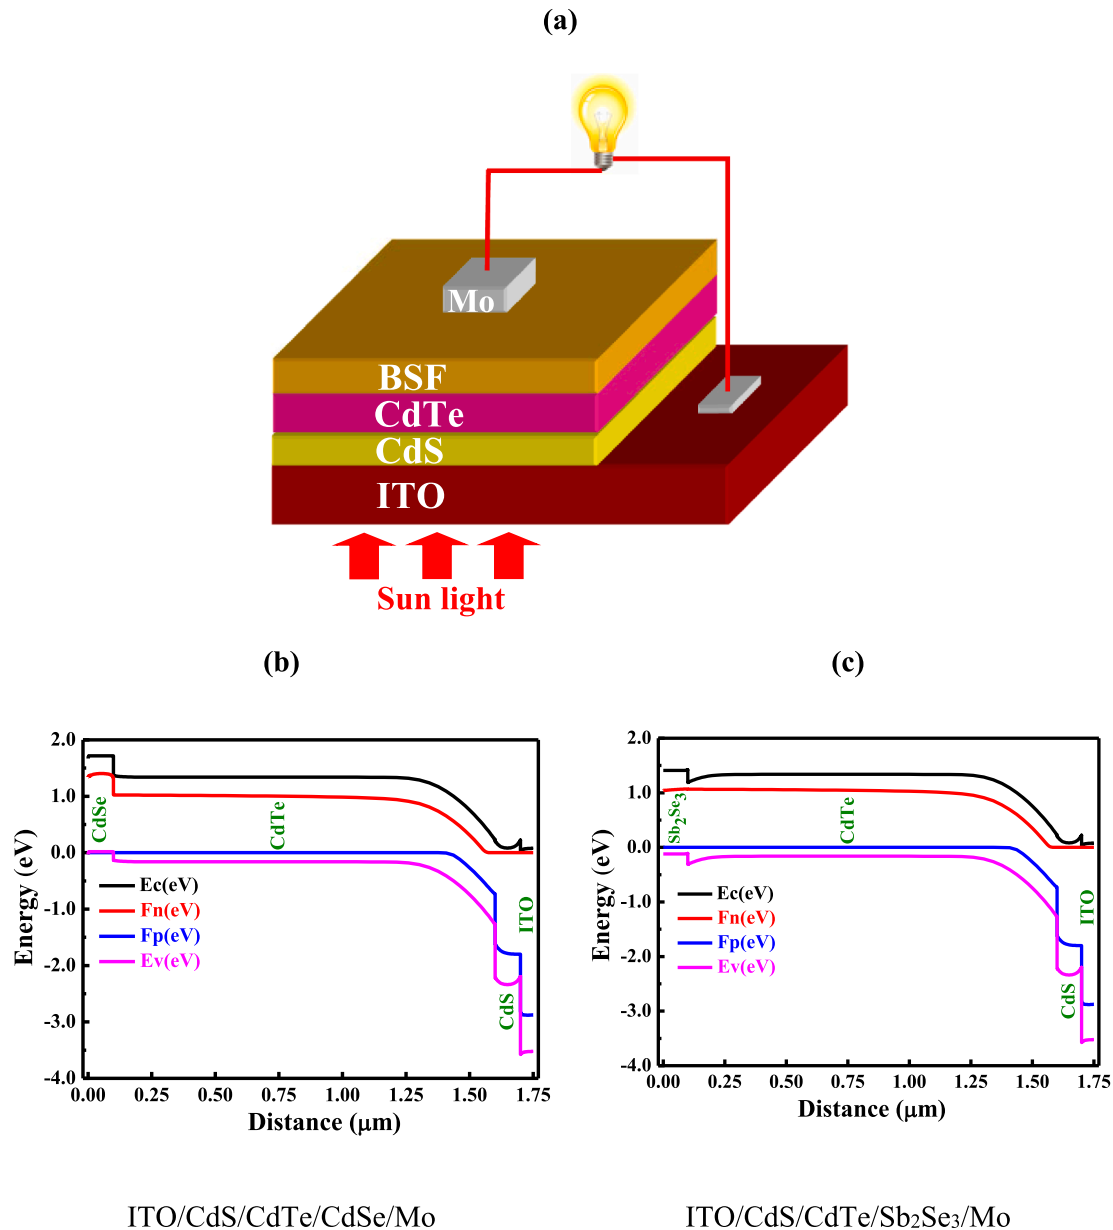 (a)
Mo
BSF
CdTe
CdS
ITO
Sun light
(b)
(c)
2.0
1.0
0.0
-1.0
-2.0
-3.0
-4.0
Energy (eV)
CdSe
CdTe
CdS
ITO
Ec(eV)
Fn(eV)
Fp(eV)
Ev(eV)
0.00 0.25 0.50 0.75 1.00 1.25 1.50 1.75
Distance (μm)
2.0
1.0
0.0
-1.0
-2.0
-3.0
-4.0
Energy (eV)
Sb₂Se₃
CdTe
CdS
ITO
Ec(eV)
Fn(eV)
Fp(eV)
Ev(eV)
0.00 0.25 0.50 0.75 1.00 1.25 1.50 1.75
Distance (μm)
ITO/CdS/CdTe/CdSe/Mo
ITO/CdS/CdTe/Sb₂Se₃/Mo